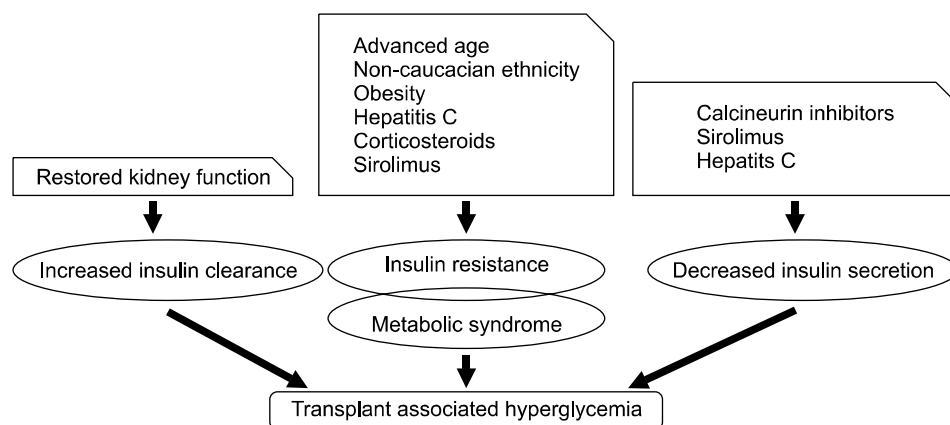 Restored kidney function
Advanced age
Non-caucacian ethnicity
Obesity
Hepatitis C
Corticosteroids
Sirolimus
Calcineurin inhibitors
Sirolimus
Hepatits C
Increased insulin clearance
Insulin resistance
Metabolic syndrome
Decreased insulin secretion
Transplant associated hyperglycemia